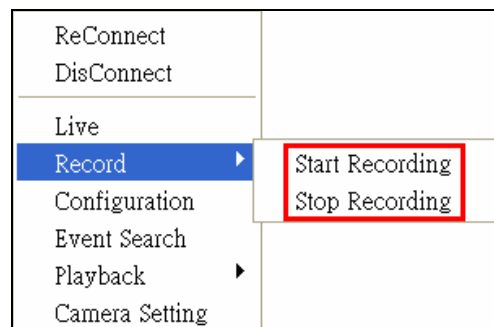 ReConnect
DisConnect
Live
Record
Start Recording
Stop Recording
Configuration
Event Search
Playback
Camera Setting